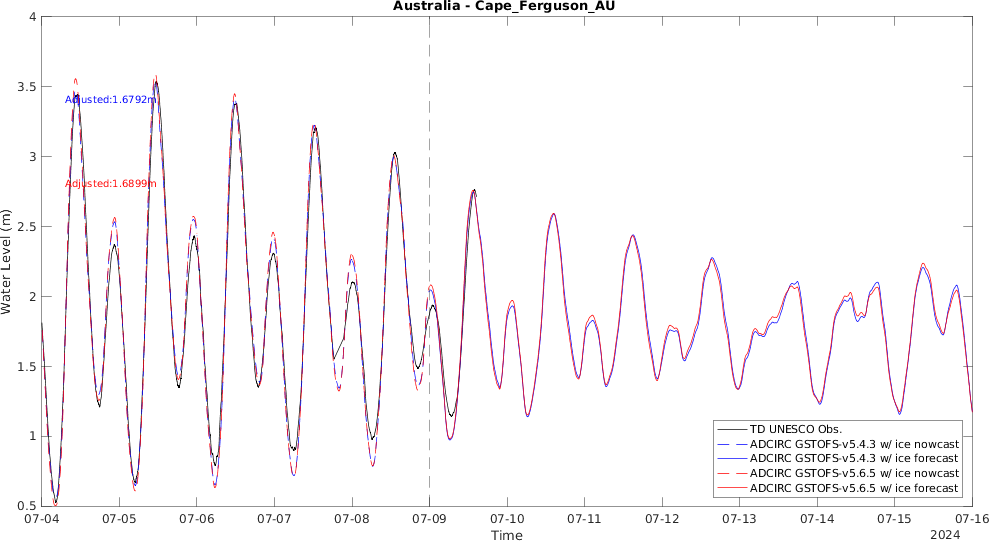 Australia - Cape_Ferguson_AU
4
3.5
3
2.5
2
1.5
1
0.5
Water Level (m)
Adjusted:1.6792m
Adjusted:1.6899m
TD UNESCO Obs.
ADCIRC GSTOFS-v5.4.3 w/ ice nowcast
ADCIRC GSTOFS-v5.4.3 w/ ice forecast
ADCIRC GSTOFS-v5.6.5 w/ ice nowcast
ADCIRC GSTOFS-v5.6.5 w/ ice forecast
07-04 07-05 07-06 07-07 07-08 07-09 07-10 07-11 07-12 07-13 07-14 07-15 07-16
Time
2024